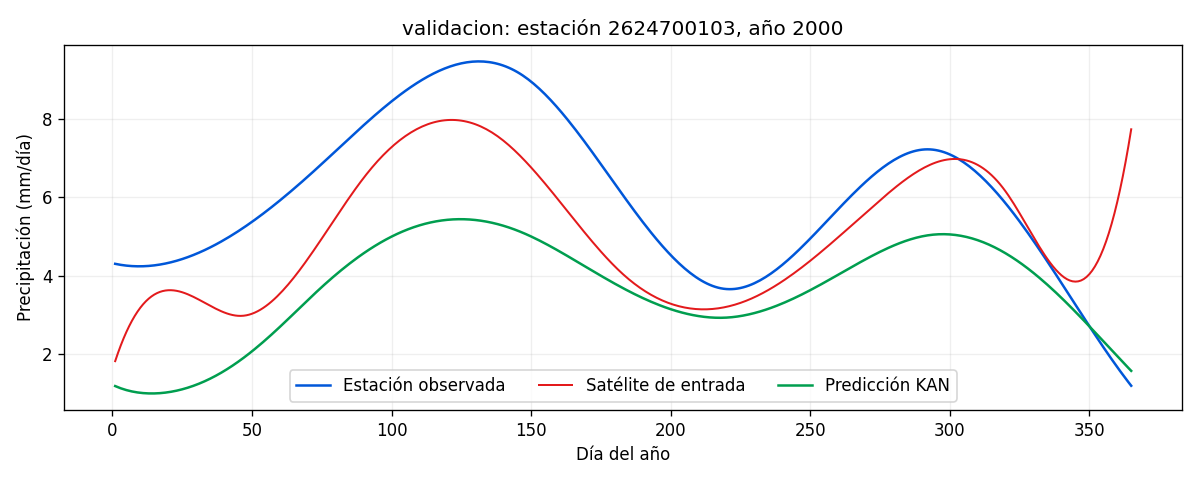 validacion: estación 2624700103, año 2000
Precipitación (mm/día)
8
6
4
2
Estación observada
Satélite de entrada
Predicción KAN
0
50
100
150
200
250
300
350
Día del año